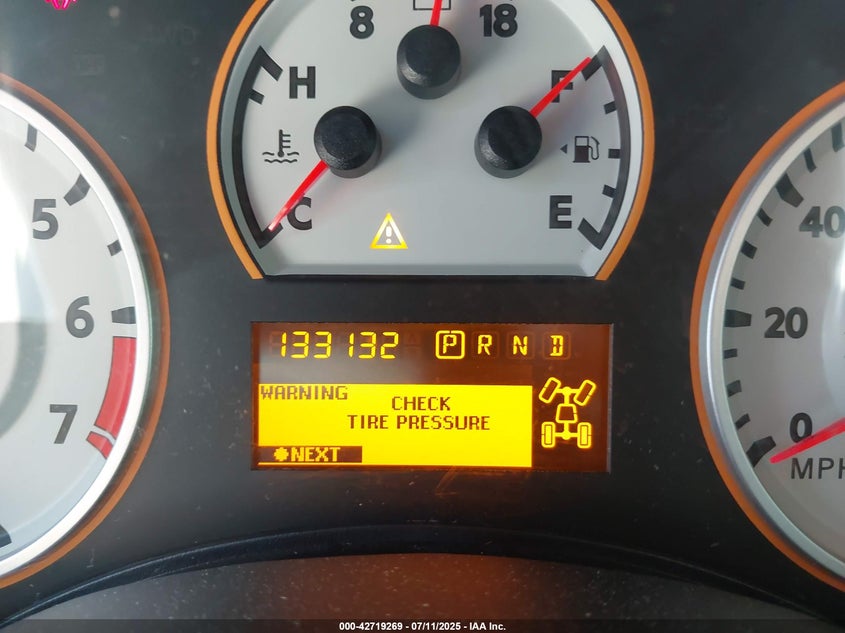 8 18
H F
C E
5
6
7
40
20
0
MPH
133132 P R N D
WARNING
CHECK
TIRE PRESSURE
✱NEXT
000-42719269 - 07/11/2025 - IAA Inc.